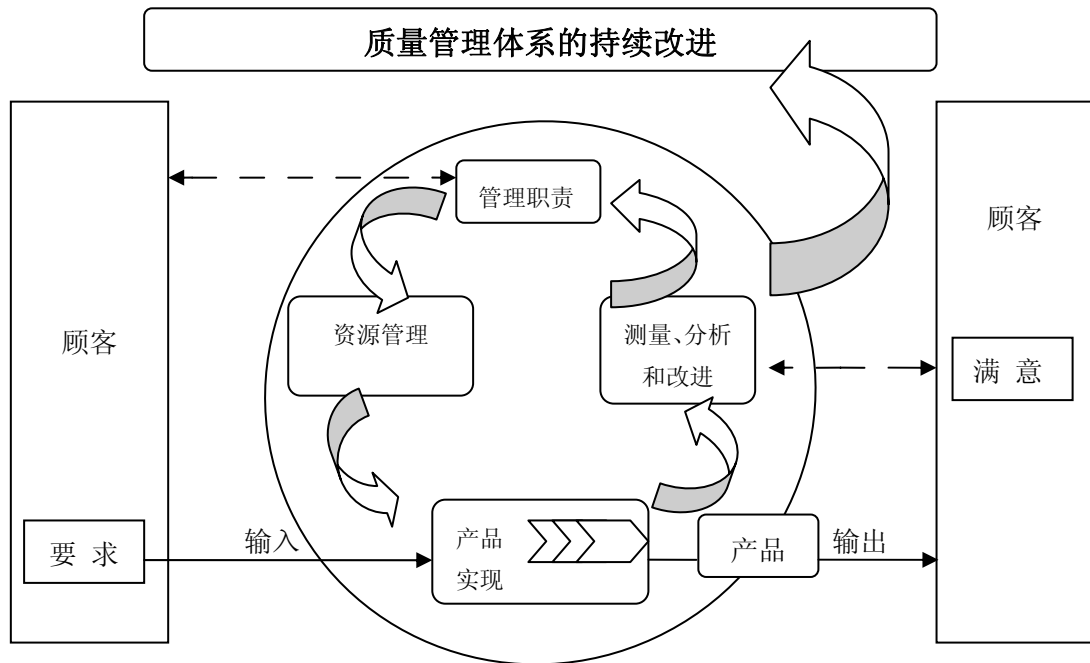 质量管理体系的持续改进
管理职责
顾客
顾客
资源管理
测量、分析
和改进
满 意
要 求
输入
产品
实现
产品
输出